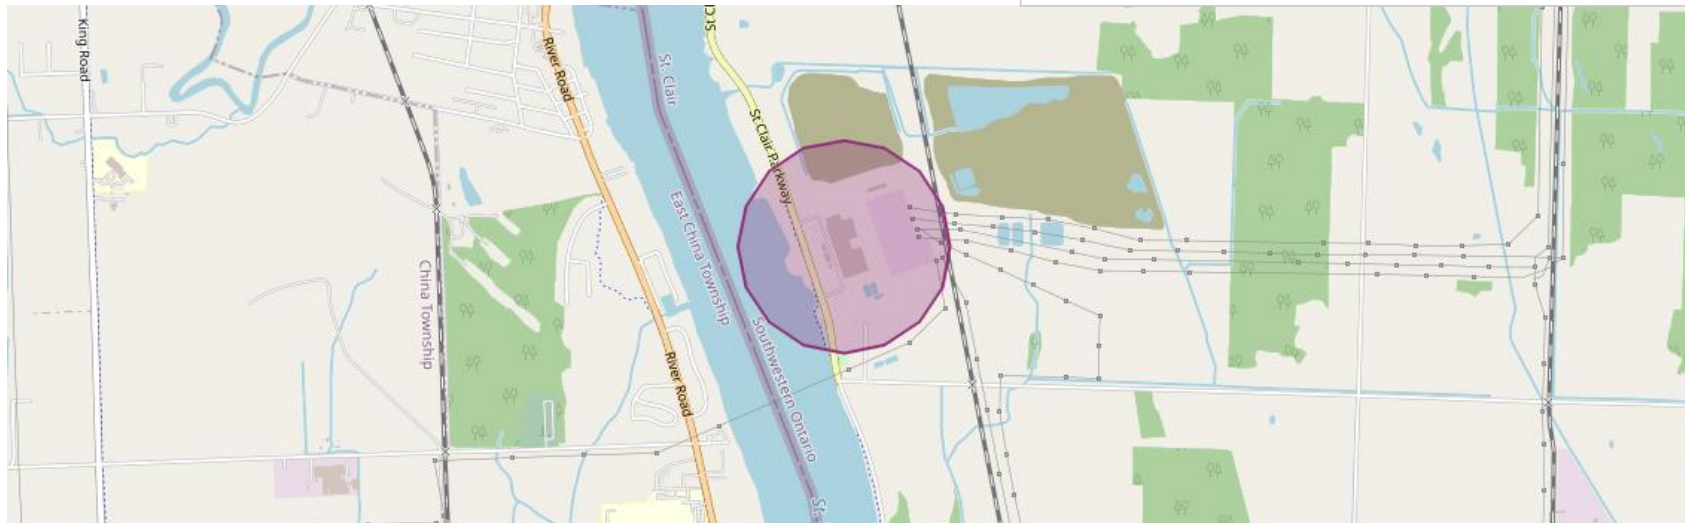 King Road
River Road
St. Clair
St Clair Parkway
East China Township
China Township
Southwestern Ontario
River Road